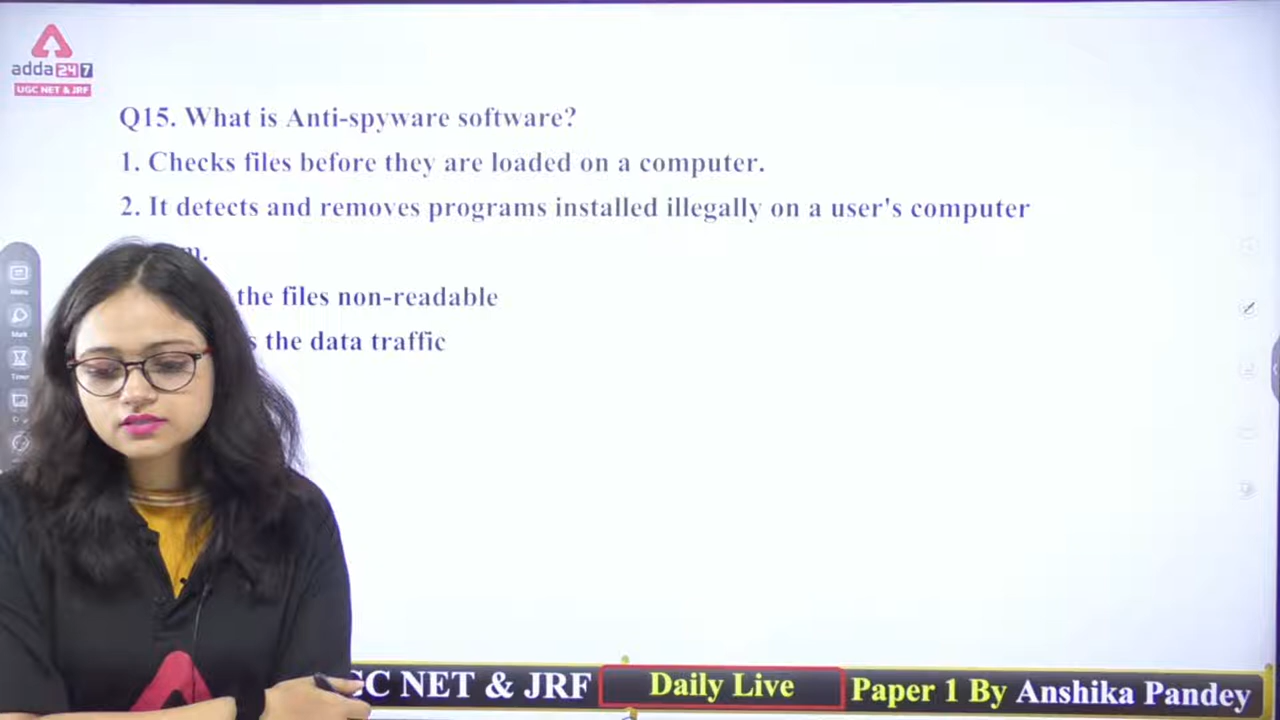 adda247
UGC NET & JRF
Q15. What is Anti-spyware software?
1. Checks files before they are loaded on a computer.
2. It detects and removes programs installed illegally on a user's computer
the files non-readable
the data traffic
NET & JRF
Daily Live
Paper 1 By Anshika Pandey